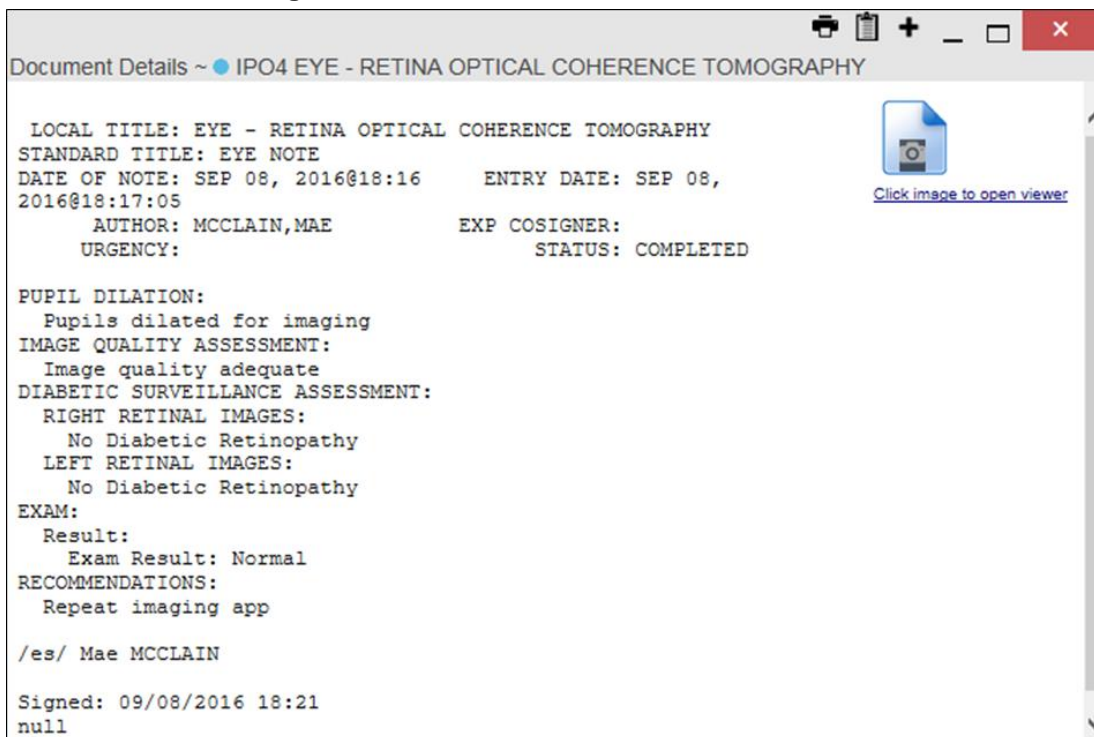 Document Details ~ IPO4 EYE - RETINA OPTICAL COHERENCE TOMOGRAPHY
Click image to open viewer
LOCAL TITLE: EYE - RETINA OPTICAL COHERENCE TOMOGRAPHY
STANDARD TITLE: EYE NOTE
DATE OF NOTE: SEP 08, 2016@18:16 ENTRY DATE: SEP 08,
2016@18:17:05
AUTHOR: MCCLAIN,MAE EXP COSIGNER:
URGENCY: STATUS: COMPLETED
PUPIL DILATION:
Pupils dilated for imaging
IMAGE QUALITY ASSESSMENT:
Image quality adequate
DIABETIC SURVEILLANCE ASSESSMENT:
RIGHT RETINAL IMAGES:
No Diabetic Retinopathy
LEFT RETINAL IMAGES:
No Diabetic Retinopathy
EXAM:
Result:
Exam Result: Normal
RECOMMENDATIONS:
Repeat imaging app
/es/ Mae MCCLAIN
Signed: 09/08/2016 18:21
null